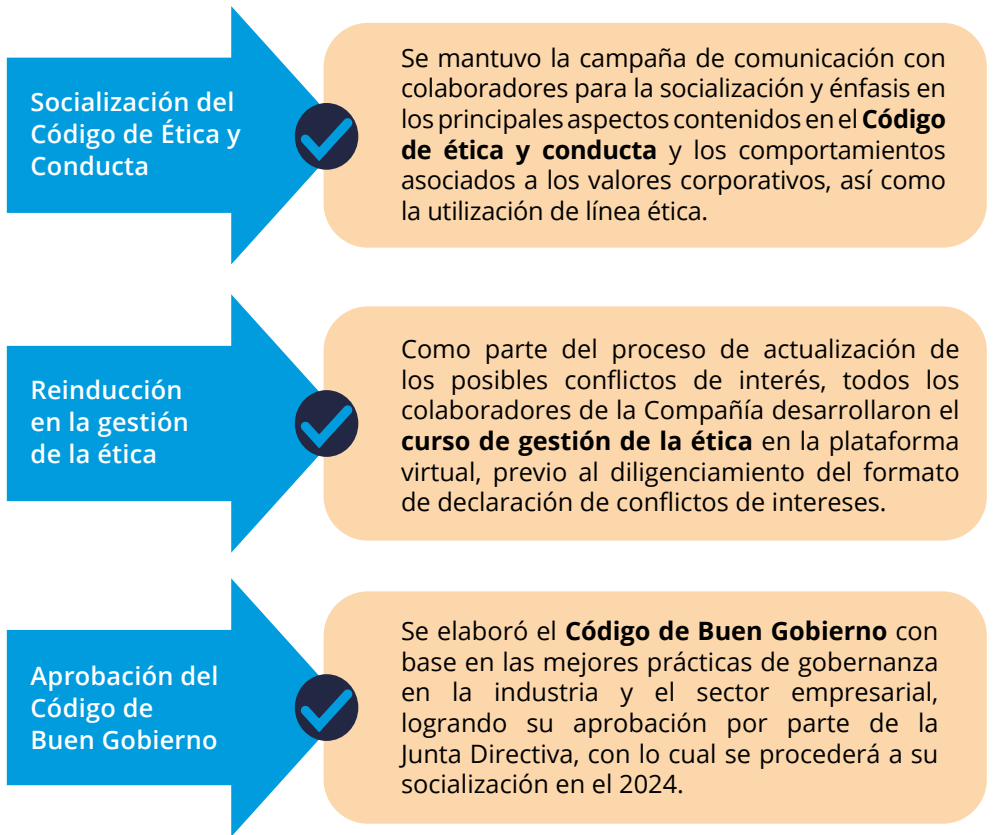 Socialización del
Código de Ética y
Conducta
Se mantuvo la campaña de comunicación con
colaboradores para la socialización y énfasis en
los principales aspectos contenidos en el Código
de ética y conducta y los comportamientos
asociados a los valores corporativos, así como
la utilización de línea ética.
Reinducción
en la gestión
de la ética
Como parte del proceso de actualización de
los posibles conflictos de interés, todos los
colaboradores de la Compañía desarrollaron el
curso de gestión de la ética en la plataforma
virtual, previo al diligenciamiento del formato
de declaración de conflictos de intereses.
Aprobación del
Código de
Buen Gobierno
Se elaboró el Código de Buen Gobierno con
base en las mejores prácticas de gobernanza
en la industria y el sector empresarial,
logrando su aprobación por parte de la
Junta Directiva, con lo cual se procederá a su
socialización en el 2024.